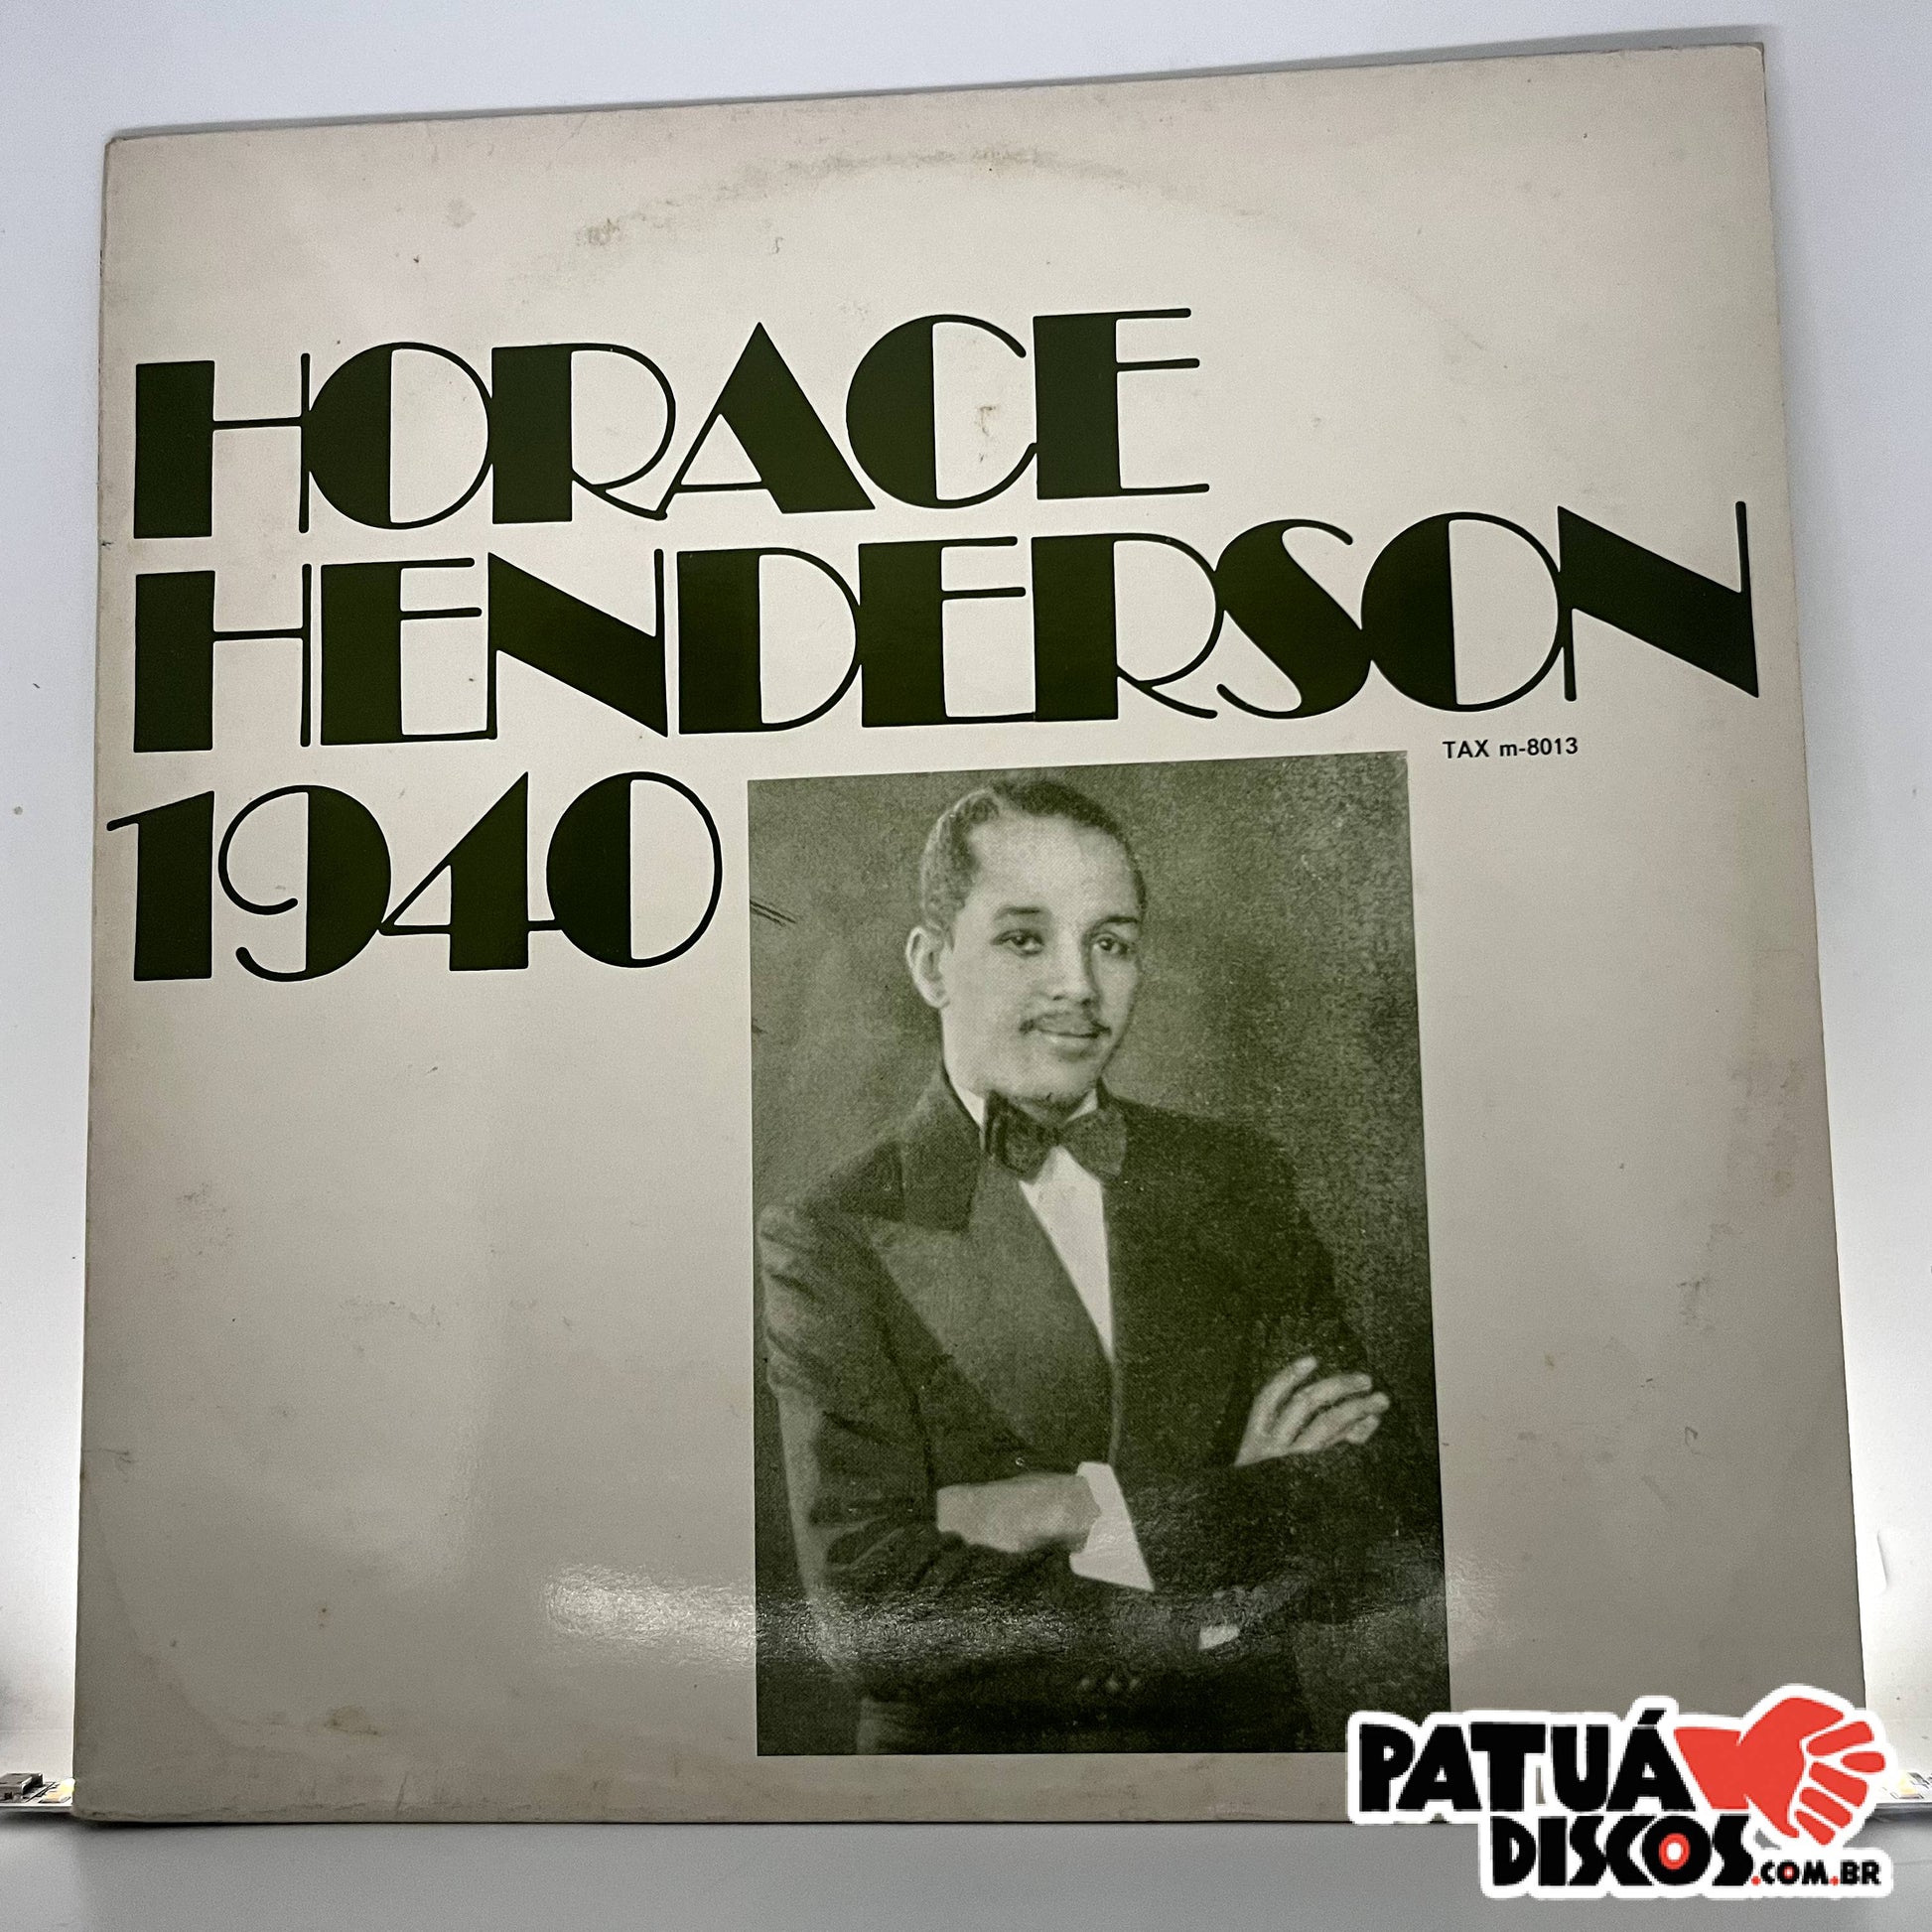 HORACE
HENDERSON
TAX m-8013
1940
PATUÁ
DISCOS.COM.BR